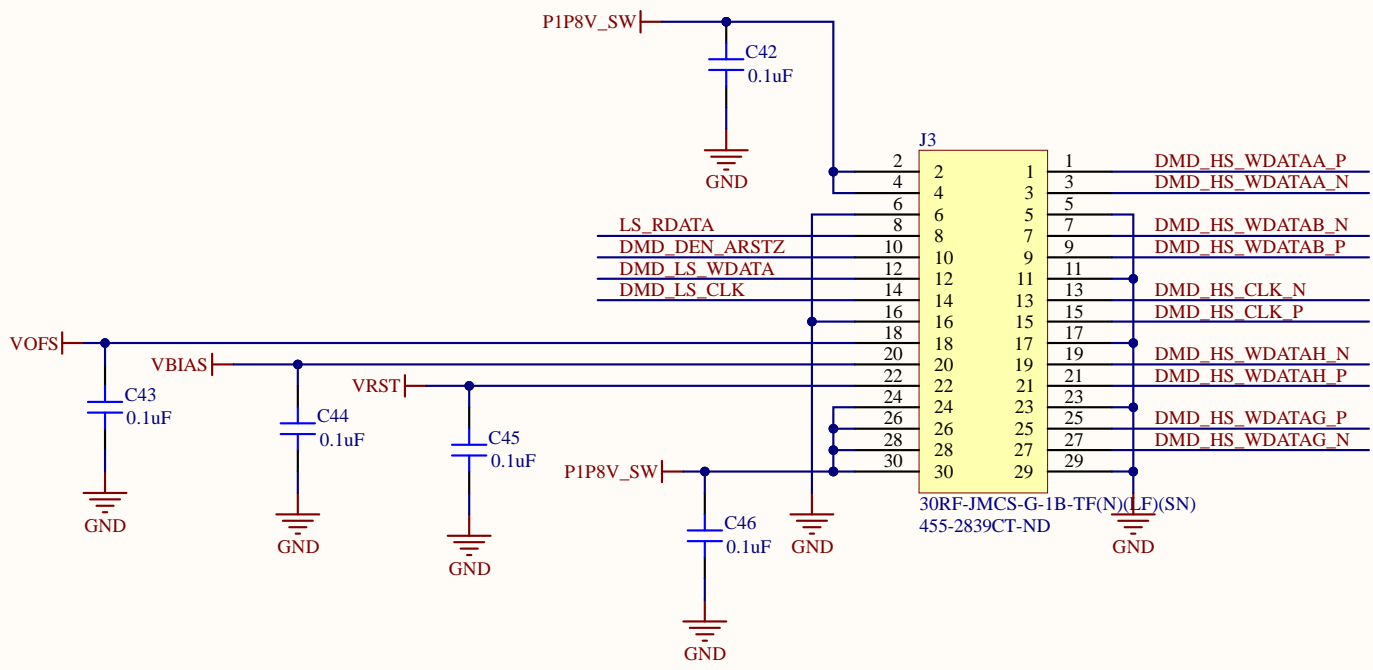 P1P8V_SW
C42
0.1uF
GND
J3
2 2 1 1 DMD_HS_WDATAA_P
4 4 3 3 DMD_HS_WDATAA_N
6 6 5 5
LS_RDATA 8 8 7 7 DMD_HS_WDATAB_N
DMD_DEN_ARSTZ 10 10 9 9 DMD_HS_WDATAB_P
DMD_LS_WDATA 12 12 11 11
DMD_LS_CLK 14 14 13 13 DMD_HS_CLK_N
16 16 15 15 DMD_HS_CLK_P
VOFS 18 18 17 17
VBIAS 20 20 19 19 DMD_HS_WDATAH_N
VRST 22 22 21 21 DMD_HS_WDATAH_P
24 24 23 23
26 26 25 25 DMD_HS_WDATAG_P
28 28 27 27 DMD_HS_WDATAG_N
P1P8V_SW 30 30 29 29
C43
0.1uF
GND
C44
0.1uF
GND
C45
0.1uF
GND
C46
0.1uF
GND
GND
30RF-JMCS-G-1B-TF(N)(LF)(SN)
455-2839CT-ND
GND